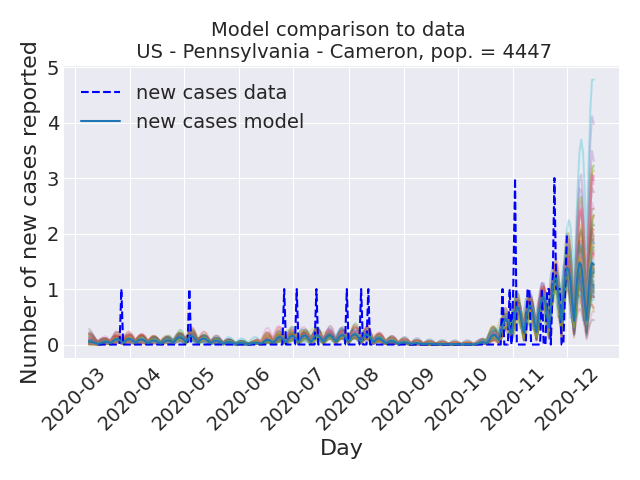 Model comparison to data
US - Pennsylvania - Cameron, pop. = 4447
Number of new cases reported
5
4
3
2
1
0
new cases data
new cases model
2020-03
2020-04
2020-05
2020-06
2020-07
2020-08
2020-09
2020-10
2020-11
2020-12
Day